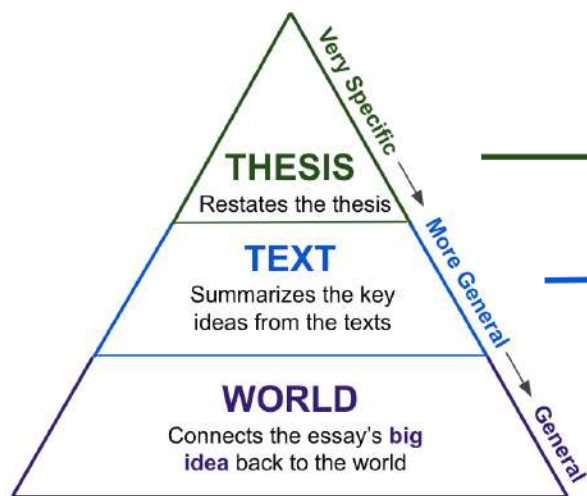 Very Specific
THESIS
Restates the thesis
More General
TEXT
Summarizes the key
ideas from the texts
General
WORLD
Connects the essay's big
idea back to the world